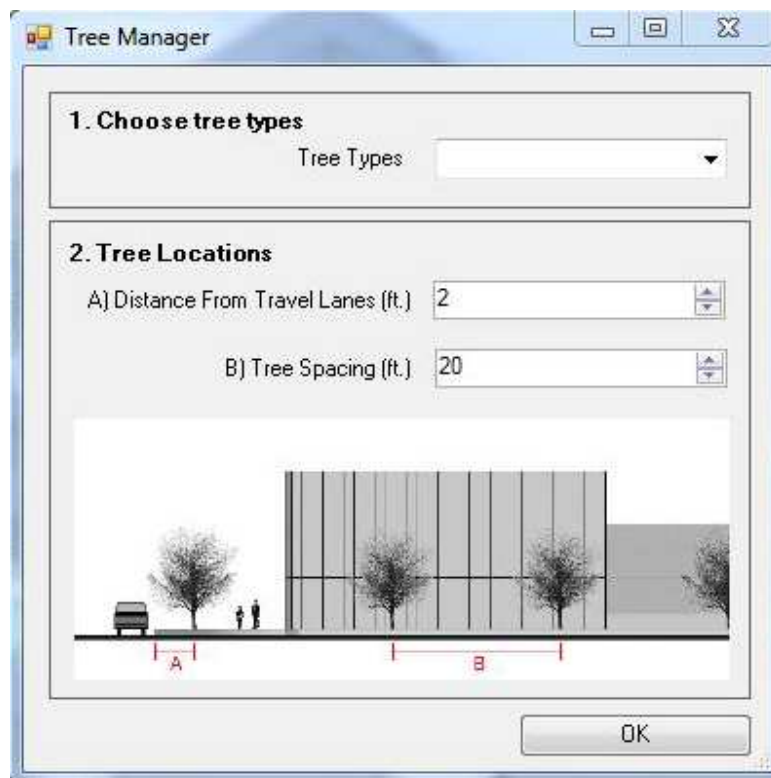 Tree Manager
1. Choose tree types
Tree Types
2. Tree Locations
A) Distance From Travel Lanes (ft.) 2
B) Tree Spacing (ft.) 20
A B
OK